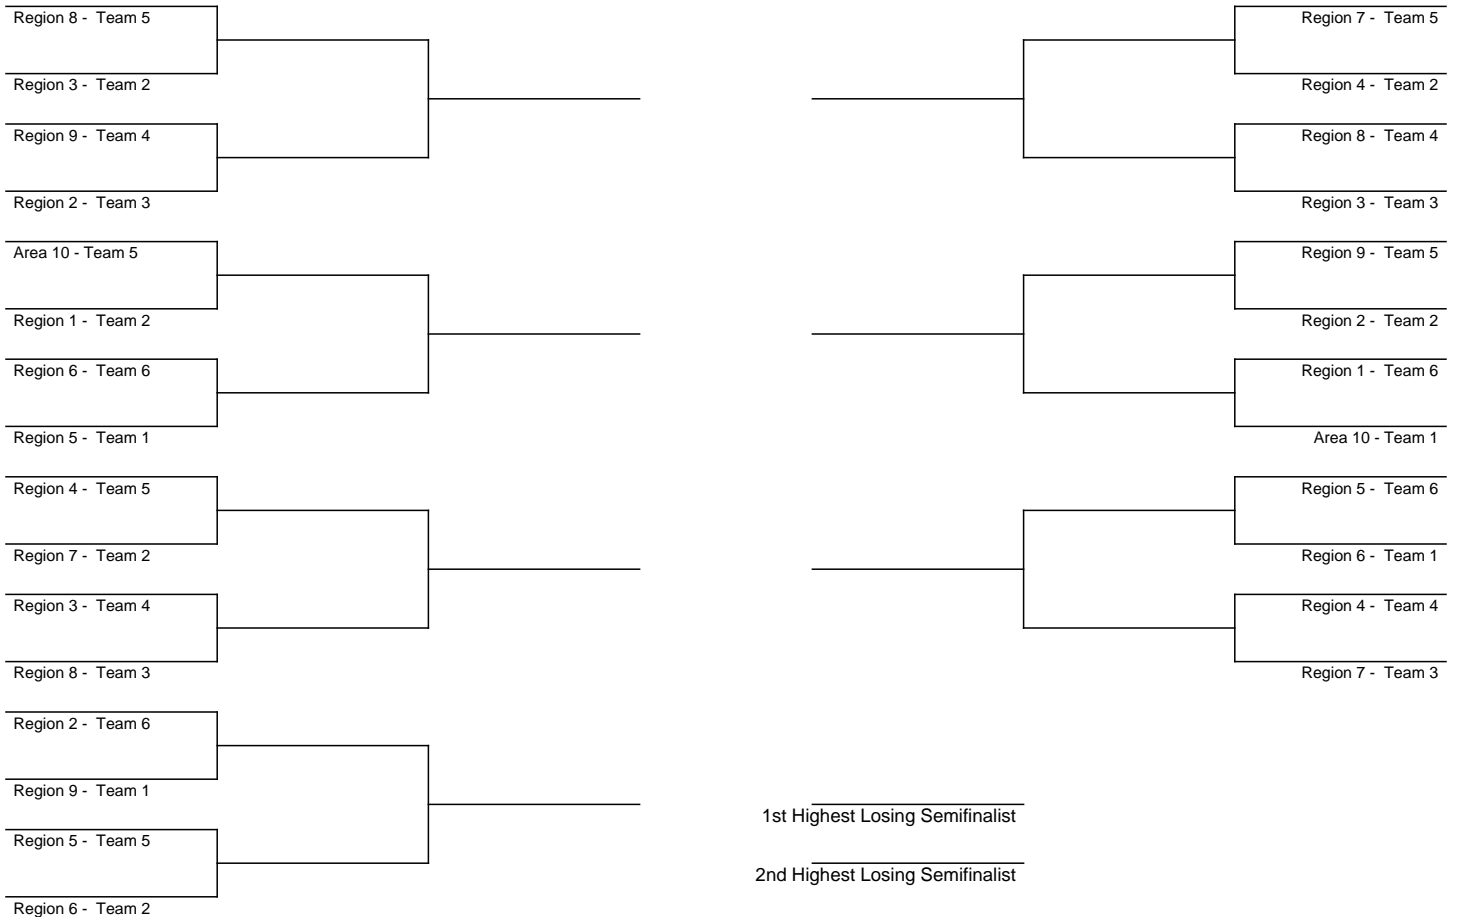 Region 8 - Team 5
Region 3 - Team 2
Region 9 - Team 4
Region 2 - Team 3
Area 10 - Team 5
Region 1 - Team 2
Region 6 - Team 6
Region 5 - Team 1
Region 4 - Team 5
Region 7 - Team 2
Region 3 - Team 4
Region 8 - Team 3
Region 2 - Team 6
Region 9 - Team 1
Region 5 - Team 5
Region 6 - Team 2
Region 7 - Team 5
Region 4 - Team 2
Region 8 - Team 4
Region 3 - Team 3
Region 9 - Team 5
Region 2 - Team 2
Region 1 - Team 6
Area 10 - Team 1
Region 5 - Team 6
Region 6 - Team 1
Region 4 - Team 4
Region 7 - Team 3
1st Highest Losing Semifinalist
2nd Highest Losing Semifinalist